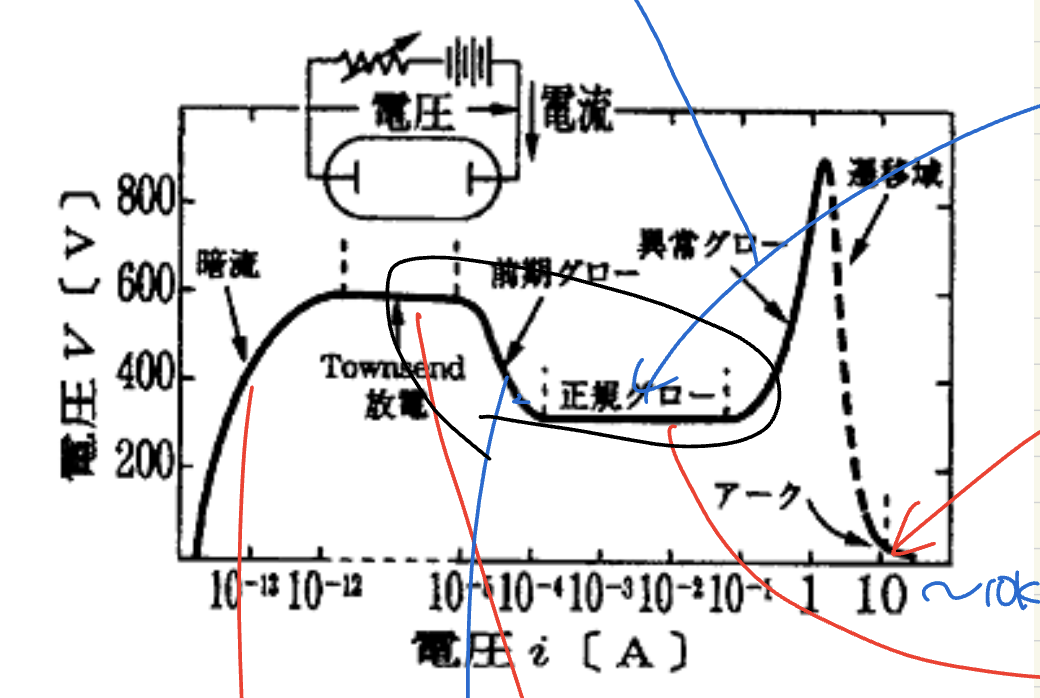 電圧
電流
電圧 V 〔V〕
800
600
400
200
暗流
Townsend
放電
前期グロー
正規グロー
異常グロー
遷移域
アーク
10⁻¹³ 10⁻¹² 10⁻⁵ 10⁻⁴ 10⁻³ 10⁻² 10⁻¹ 1 10
~10k
電圧 i 〔A〕